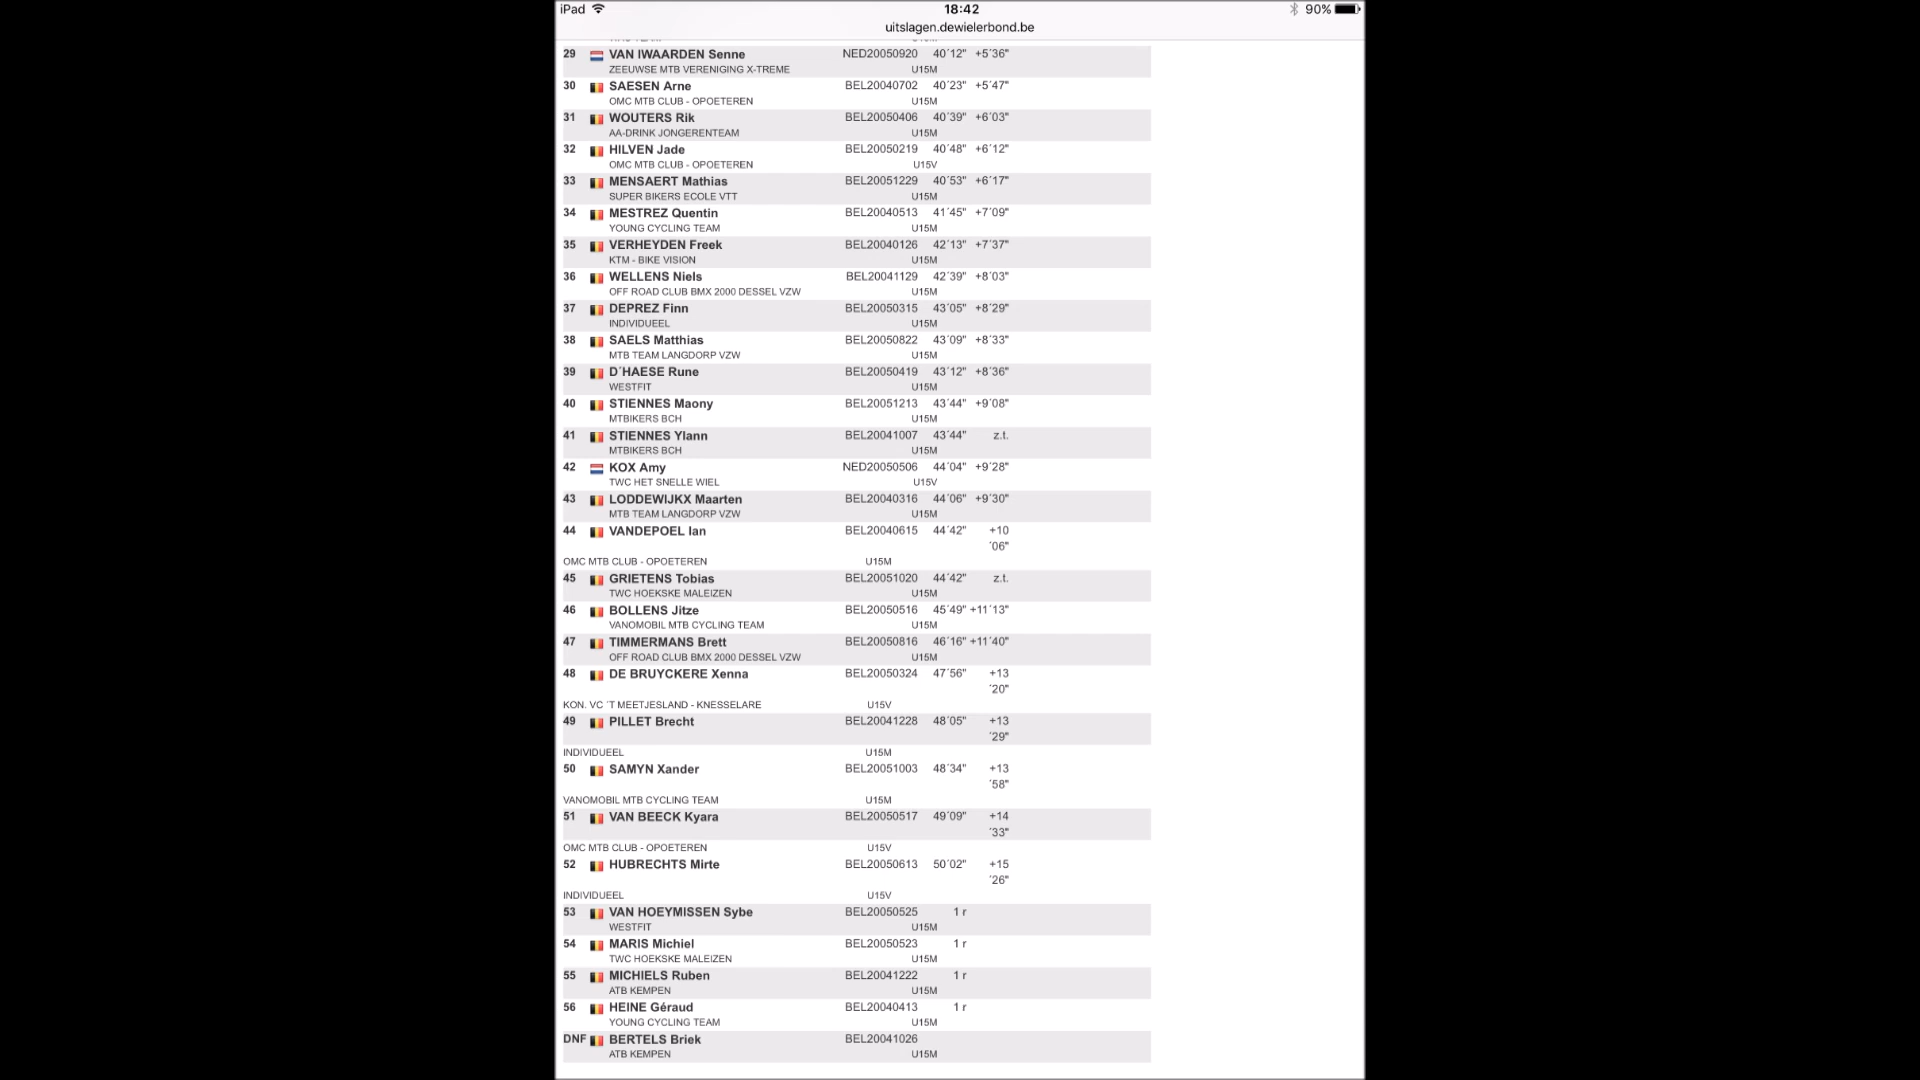 iPad 18:42 90%
uitslagen.dewielerbond.be
29 VAN IWAARDEN Senne NED20050920 40´12" +5´36"
ZEEUWSE MTB VERENIGING X-TREME U15M
30 SAESEN Arne BEL20040702 40´23" +5´47"
OMC MTB CLUB - OPOETEREN U15M
31 WOUTERS Rik BEL20050406 40´39" +6´03"
AA-DRINK JONGERENTEAM U15M
32 HILVEN Jade BEL20050219 40´48" +6´12"
OMC MTB CLUB - OPOETEREN U15V
33 MENSAERT Mathias BEL20051229 40´53" +6´17"
SUPER BIKERS ECOLE VTT U15M
34 MESTREZ Quentin BEL20040513 41´45" +7´09"
YOUNG CYCLING TEAM U15M
35 VERHEYDEN Freek BEL20040126 42´13" +7´37"
KTM - BIKE VISION U15M
36 WELLENS Niels BEL20041129 42´39" +8´03"
OFF ROAD CLUB BMX 2000 DESSEL VZW U15M
37 DEPREZ Finn BEL20050315 43´05" +8´29"
INDIVIDUEEL U15M
38 SAELS Matthias BEL20050822 43´09" +8´33"
MTB TEAM LANGDORP VZW U15M
39 D´HAESE Rune BEL20050419 43´12" +8´36"
WESTFIT U15M
40 STIENNES Maony BEL20051213 43´44" +9´08"
MTBIKERS BCH U15M
41 STIENNES Ylann BEL20041007 43´44" z.t.
MTBIKERS BCH U15M
42 KOX Amy NED20050506 44´04" +9´28"
TWC HET SNELLE WIEL U15V
43 LODDEWIJKX Maarten BEL20040316 44´06" +9´30"
MTB TEAM LANGDORP VZW U15M
44 VANDEPOEL Ian BEL20040615 44´42" +10
´06"
OMC MTB CLUB - OPOETEREN U15M
45 GRIETENS Tobias BEL20051020 44´42" z.t.
TWC HOEKSKE MALEIZEN U15M
46 BOLLENS Jitze BEL20050516 45´49" +11´13"
VANOMOBIL MTB CYCLING TEAM U15M
47 TIMMERMANS Brett BEL20050816 46´16" +11´40"
OFF ROAD CLUB BMX 2000 DESSEL VZW U15M
48 DE BRUYCKERE Xenna BEL20050324 47´56" +13
´20"
KON. VC ´T MEETJESLAND - KNESSELARE U15V
49 PILLET Brecht BEL20041228 48´05" +13
´29"
INDIVIDUEEL U15M
50 SAMYN Xander BEL20051003 48´34" +13
´58"
VANOMOBIL MTB CYCLING TEAM U15M
51 VAN BEECK Kyara BEL20050517 49´09" +14
´33"
OMC MTB CLUB - OPOETEREN U15V
52 HUBRECHTS Mirte BEL20050613 50´02" +15
´26"
INDIVIDUEEL U15V
53 VAN HOEYMISSEN Sybe BEL20050525 1 r
WESTFIT U15M
54 MARIS Michiel BEL20050523 1 r
TWC HOEKSKE MALEIZEN U15M
55 MICHIELS Ruben BEL20041222 1 r
ATB KEMPEN U15M
56 HEINE Géraud BEL20040413 1 r
YOUNG CYCLING TEAM U15M
DNF BERTELS Briek BEL20041026
ATB KEMPEN U15M